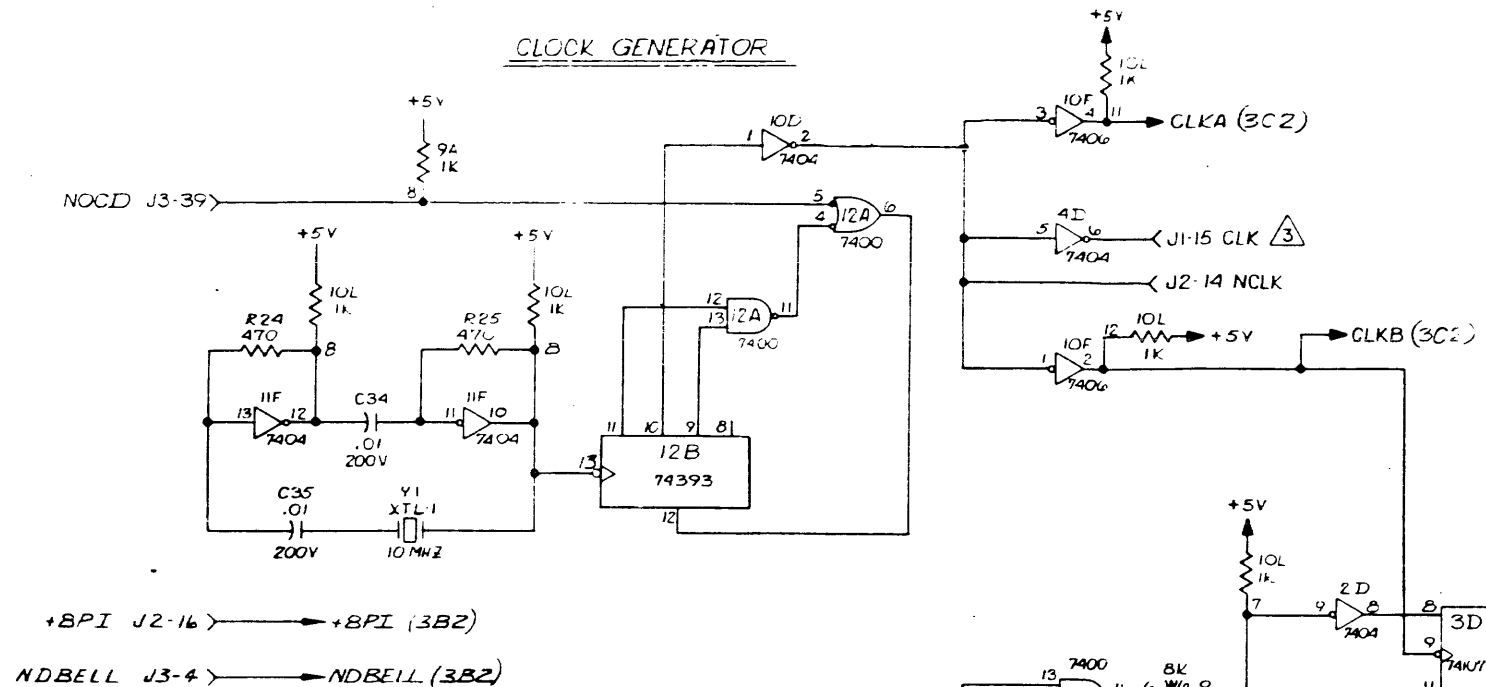 CLOCK GENERATOR
+5V
10L
1K
+5V
9A
1K
8
NOCD J3-39
1 10D 2
7404
3 10F 4 11
7406
CLKA (3C2)
5
4
12A
6
7400
5 4D 6
7404
J1-15 CLK 3
J2-14 NCLK
+5V
+5V
10L
1K
10L
1K
R24
470
8
R25
470
8
12
13
12A
11
7400
12 10L
1K
+5V
CLKB (3C2)
1 10F 2
7406
13 11F 12
7404
C34
.01
200V
11 11F 10
7404
11 10 9 8
13
12B
74393
12
C35
.01
200V
Y1
XTL-1
10 MHZ
+5V
10L
1K
7
9 2D 8
7404
8
3D
9
74107
11
+BPI J2-16
+BPI (3B2)
NDBELL J3-4
NDBELL (3B2)
13
7400
8K